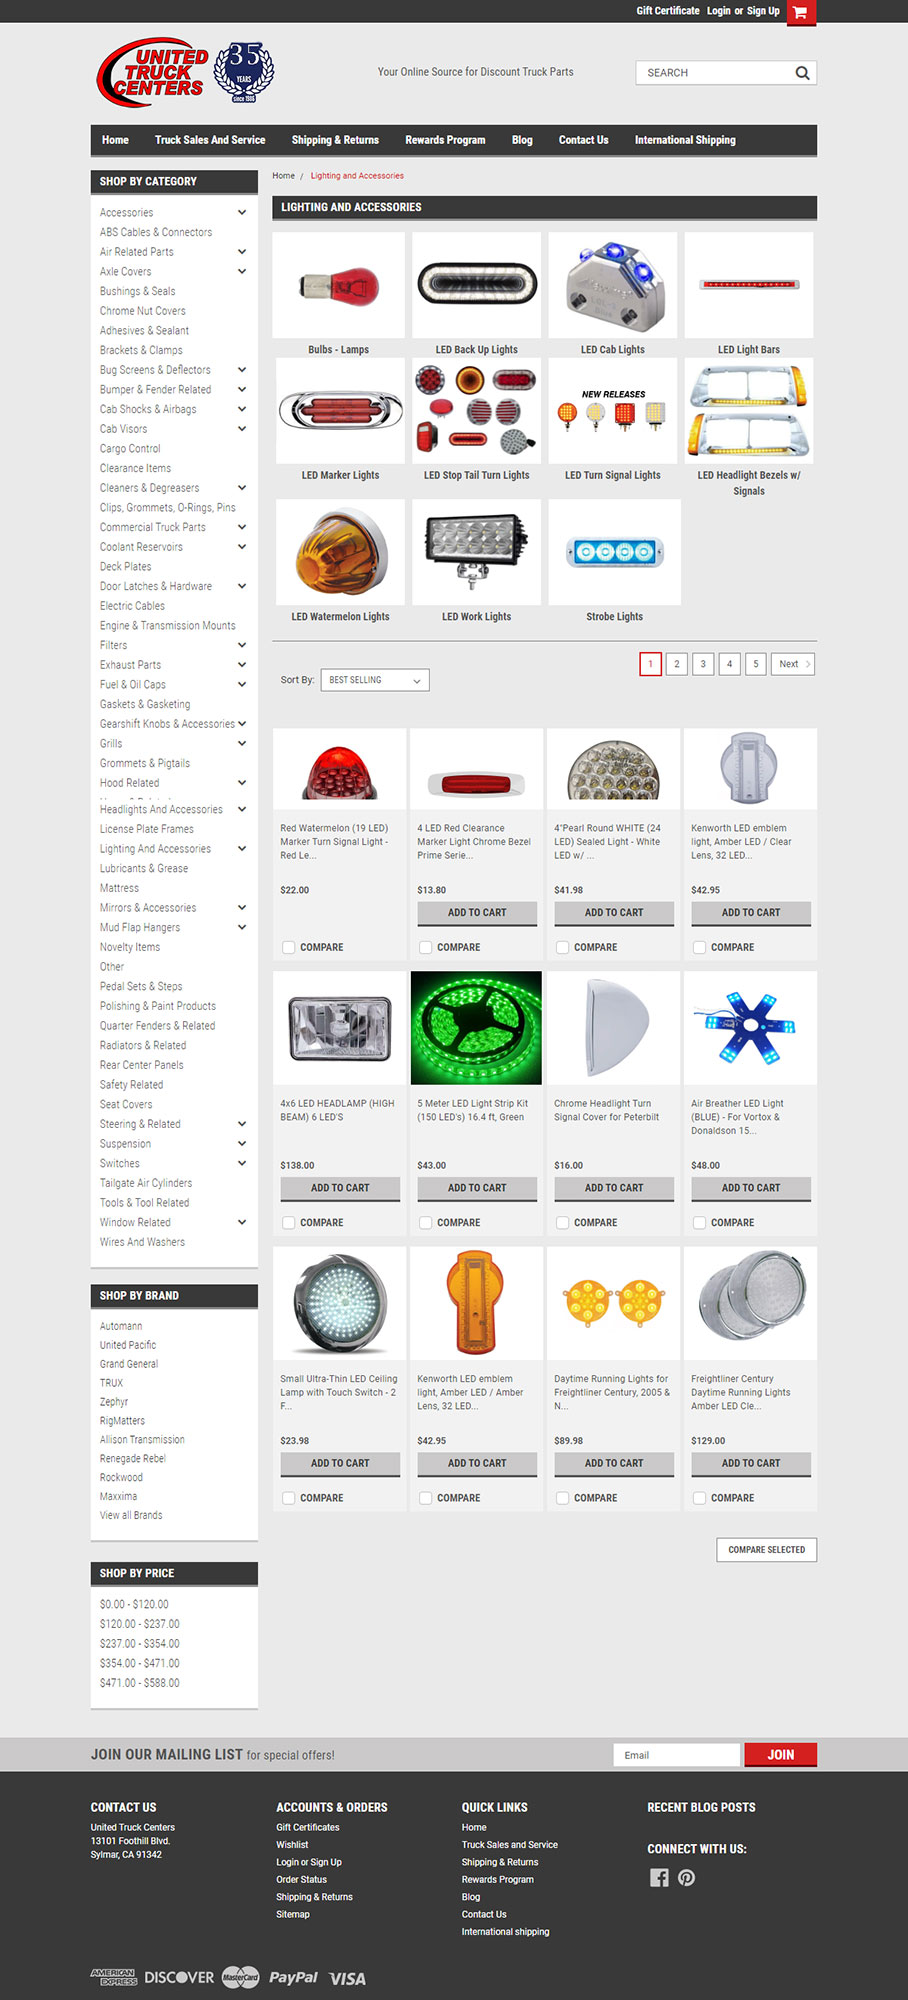 Gift Certificate Login or Sign Up
UNITED
TRUCK
CENTERS
35
YEARS
since 1986
Your Online Source for Discount Truck Parts
SEARCH
Home Truck Sales And Service Shipping & Returns Rewards Program Blog Contact Us International Shipping
SHOP BY CATEGORY
Accessories
ABS Cables & Connectors
Air Related Parts
Axle Covers
Bushings & Seals
Chrome Nut Covers
Adhesives & Sealant
Brackets & Clamps
Bug Screens & Deflectors
Bumper & Fender Related
Cab Shocks & Airbags
Cab Visors
Cargo Control
Clearance Items
Cleaners & Degreasers
Clips, Grommets, O-Rings, Pins
Commercial Truck Parts
Coolant Reservoirs
Deck Plates
Door Latches & Hardware
Electric Cables
Engine & Transmission Mounts
Filters
Exhaust Parts
Fuel & Oil Caps
Gaskets & Gasketing
Gearshift Knobs & Accessories
Grills
Grommets & Pigtails
Hood Related
Headlights And Accessories
License Plate Frames
Lighting And Accessories
Lubricants & Grease
Mattress
Mirrors & Accessories
Mud Flap Hangers
Novelty Items
Other
Pedal Sets & Steps
Polishing & Paint Products
Quarter Fenders & Related
Radiators & Related
Rear Center Panels
Safety Related
Seat Covers
Steering & Related
Suspension
Switches
Tailgate Air Cylinders
Tools & Tool Related
Window Related
Wires And Washers
SHOP BY BRAND
Automann
United Pacific
Grand General
TRUX
Zephyr
RigMatters
Allison Transmission
Renegade Rebel
Rockwood
Maxxima
View all Brands
SHOP BY PRICE
$0.00 - $120.00
$120.00 - $237.00
$237.00 - $354.00
$354.00 - $471.00
$471.00 - $588.00
Home / Lighting and Accessories
LIGHTING AND ACCESSORIES
Bulbs - Lamps LED Back Up Lights LED Cab Lights LED Light Bars
NEW RELEASES
LED Marker Lights LED Stop Tail Turn Lights LED Turn Signal Lights LED Headlight Bezels w/
Signals
LED Watermelon Lights LED Work Lights Strobe Lights
1 2 3 4 5 Next
Sort By: BEST SELLING
Red Watermelon (19 LED)
Marker Turn Signal Light -
Red Le...
$22.00
COMPARE
4 LED Red Clearance
Marker Light Chrome Bezel
Prime Serie...
$13.80
ADD TO CART
COMPARE
4"Pearl Round WHITE (24
LED) Sealed Light - White
LED w/ ...
$41.98
ADD TO CART
COMPARE
Kenworth LED emblem
light, Amber LED / Clear
Lens, 32 LED...
$42.95
ADD TO CART
COMPARE
4x6 LED HEADLAMP (HIGH
BEAM) 6 LED'S
$138.00
ADD TO CART
COMPARE
5 Meter LED Light Strip Kit
(150 LED's) 16.4 ft, Green
$43.00
ADD TO CART
COMPARE
Chrome Headlight Turn
Signal Cover for Peterbilt
$16.00
ADD TO CART
COMPARE
Air Breather LED Light
(BLUE) - For Vortox &
Donaldson 15...
$48.00
ADD TO CART
COMPARE
Small Ultra-Thin LED Ceiling
Lamp with Touch Switch - 2
F...
$23.98
ADD TO CART
COMPARE
Kenworth LED emblem
light, Amber LED / Amber
Lens, 32 LED...
$42.95
ADD TO CART
COMPARE
Daytime Running Lights for
Freightliner Century, 2005 &
N...
$89.98
ADD TO CART
COMPARE
Freightliner Century
Daytime Running Lights
Amber LED Cle...
$129.00
ADD TO CART
COMPARE
COMPARE SELECTED
JOIN OUR MAILING LIST for special offers!
Email
JOIN
CONTACT US
United Truck Centers
13101 Foothill Blvd.
Sylmar, CA 91342
ACCOUNTS & ORDERS
Gift Certificates
Wishlist
Login or Sign Up
Order Status
Shipping & Returns
Sitemap
QUICK LINKS
Home
Truck Sales and Service
Shipping & Returns
Rewards Program
Blog
Contact Us
International shipping
RECENT BLOG POSTS
CONNECT WITH US:
AMERICAN
EXPRESS
DISCOVER MasterCard PayPal VISA